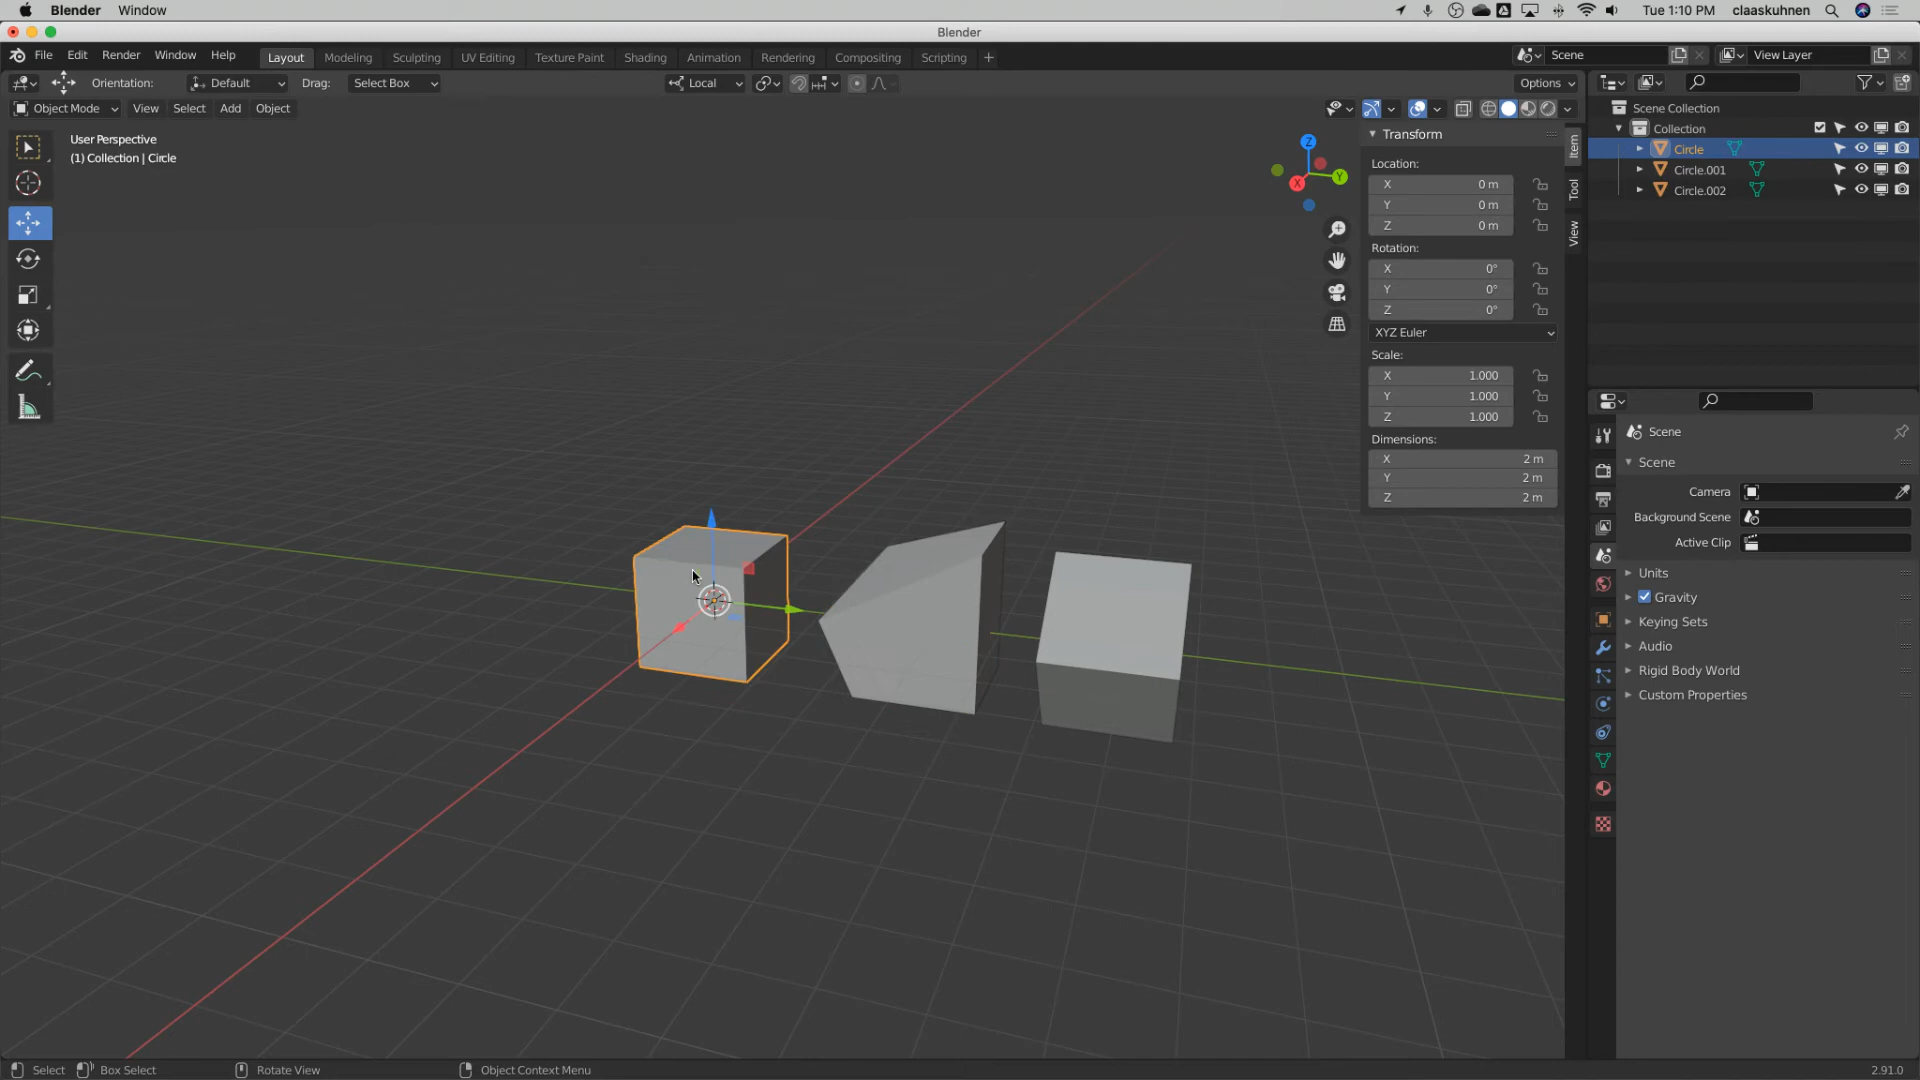 Blender Window Tue 1:10 PM claaskuhnen
Blender
File Edit Render Window Help Layout Modeling Sculpting UV Editing Texture Paint Shading Animation Rendering Compositing Scripting + Scene View Layer
Orientation: Default Drag: Select Box Local Options
Object Mode View Select Add Object
User Perspective
(1) Collection | Circle
Z
Y
X
Transform
Location:
X 0 m
Y 0 m
Z 0 m
Rotation:
X 0°
Y 0°
Z 0°
XYZ Euler
Scale:
X 1.000
Y 1.000
Z 1.000
Dimensions:
X 2 m
Y 2 m
Z 2 m
Item
Tool
View
Scene Collection
Collection
Circle
Circle.001
Circle.002
Scene
Scene
Camera
Background Scene
Active Clip
Units
Gravity
Keying Sets
Audio
Rigid Body World
Custom Properties
Select Box Select Rotate View Object Context Menu 2.91.0